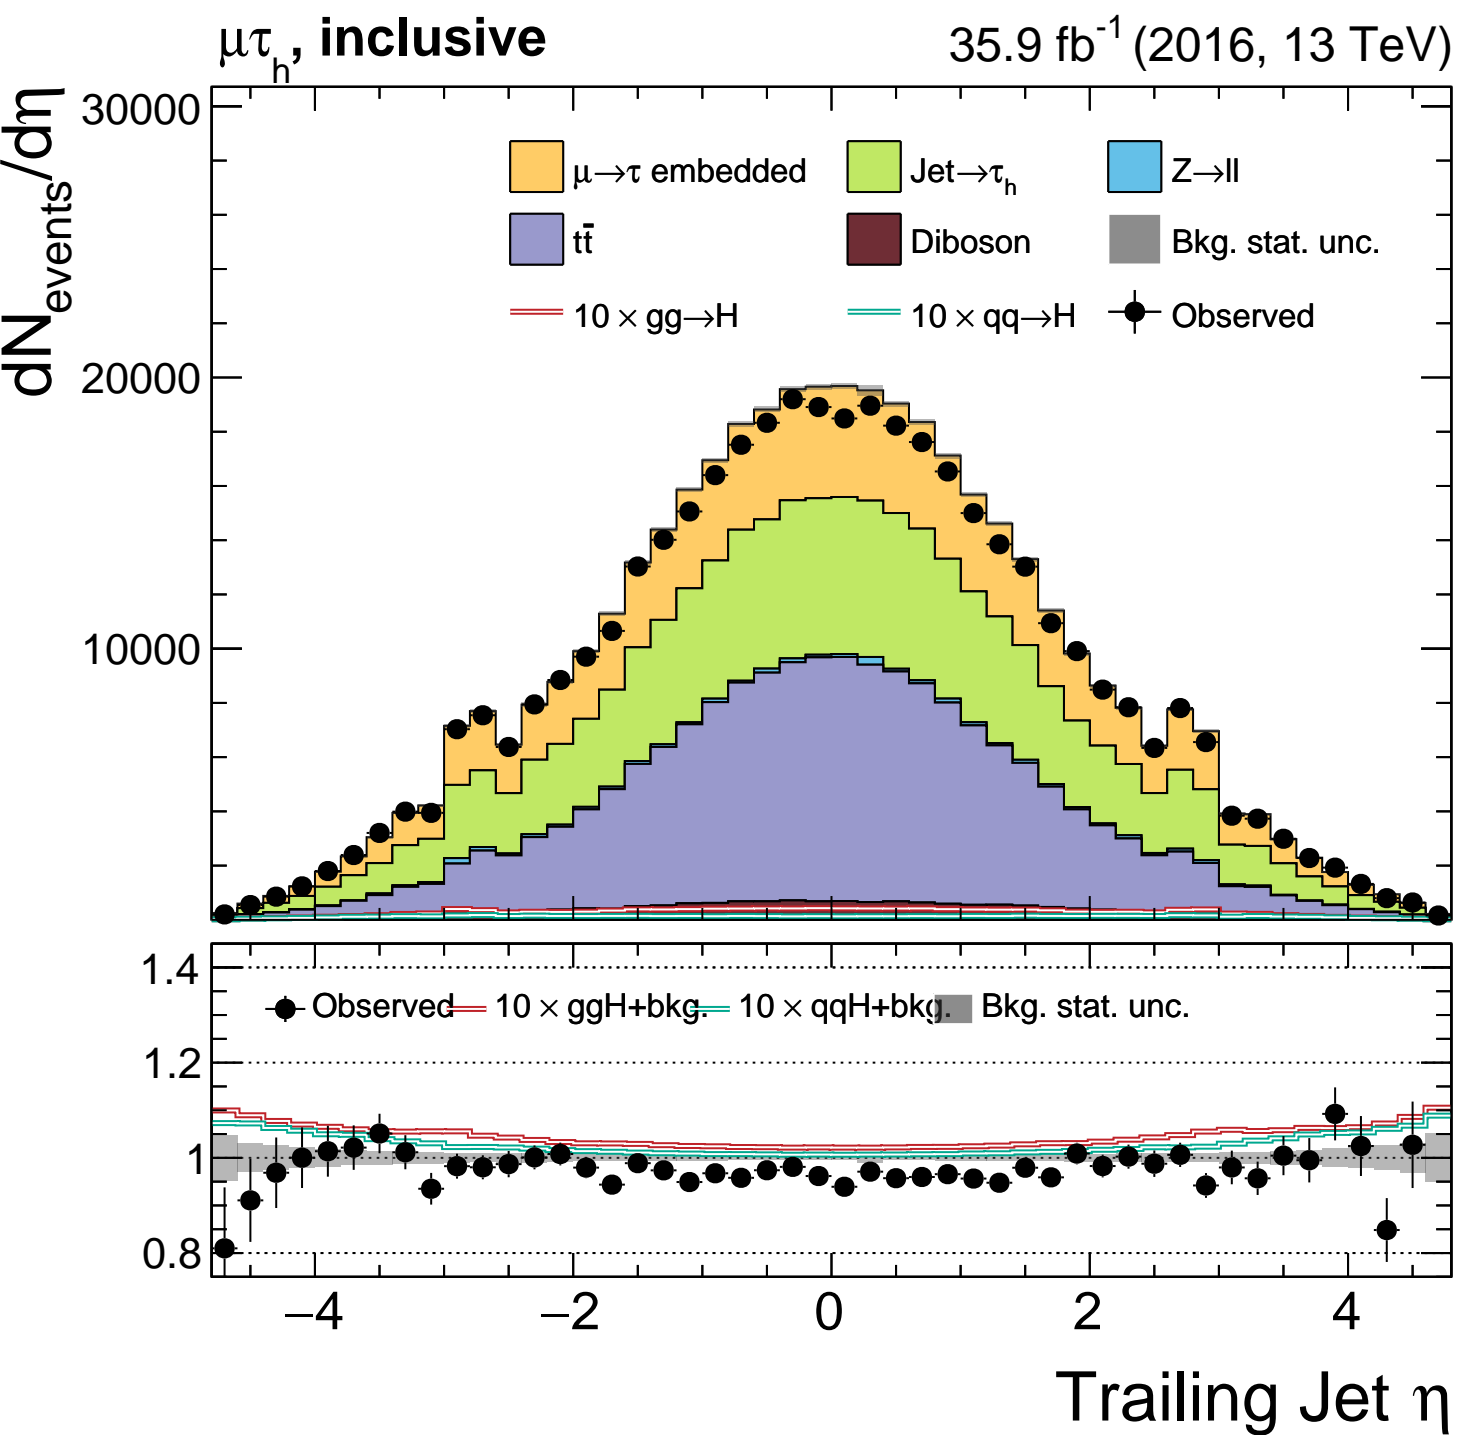 μτₕ, inclusive 35.9 fb⁻¹ (2016, 13 TeV)
dN_events/dη
30000
20000
10000
μ→τ embedded Jet→τₕ Z→ll
tt̄ Diboson Bkg. stat. unc.
10 × gg→H 10 × qq→H Observed
1.4
1.2
1
0.8
Observed 10 × ggH+bkg. 10 × qqH+bkg. Bkg. stat. unc.
−4 −2 0 2 4
Trailing Jet η